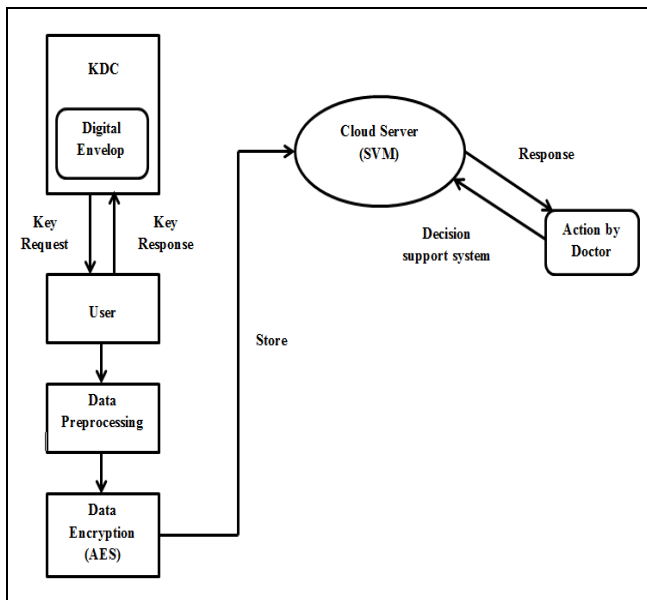 KDC
Digital
Envelop
Key
Request
Key
Response
User
Data
Preprocessing
Data
Encryption
(AES)
Store
Cloud Server
(SVM)
Response
Decision
support system
Action by
Doctor